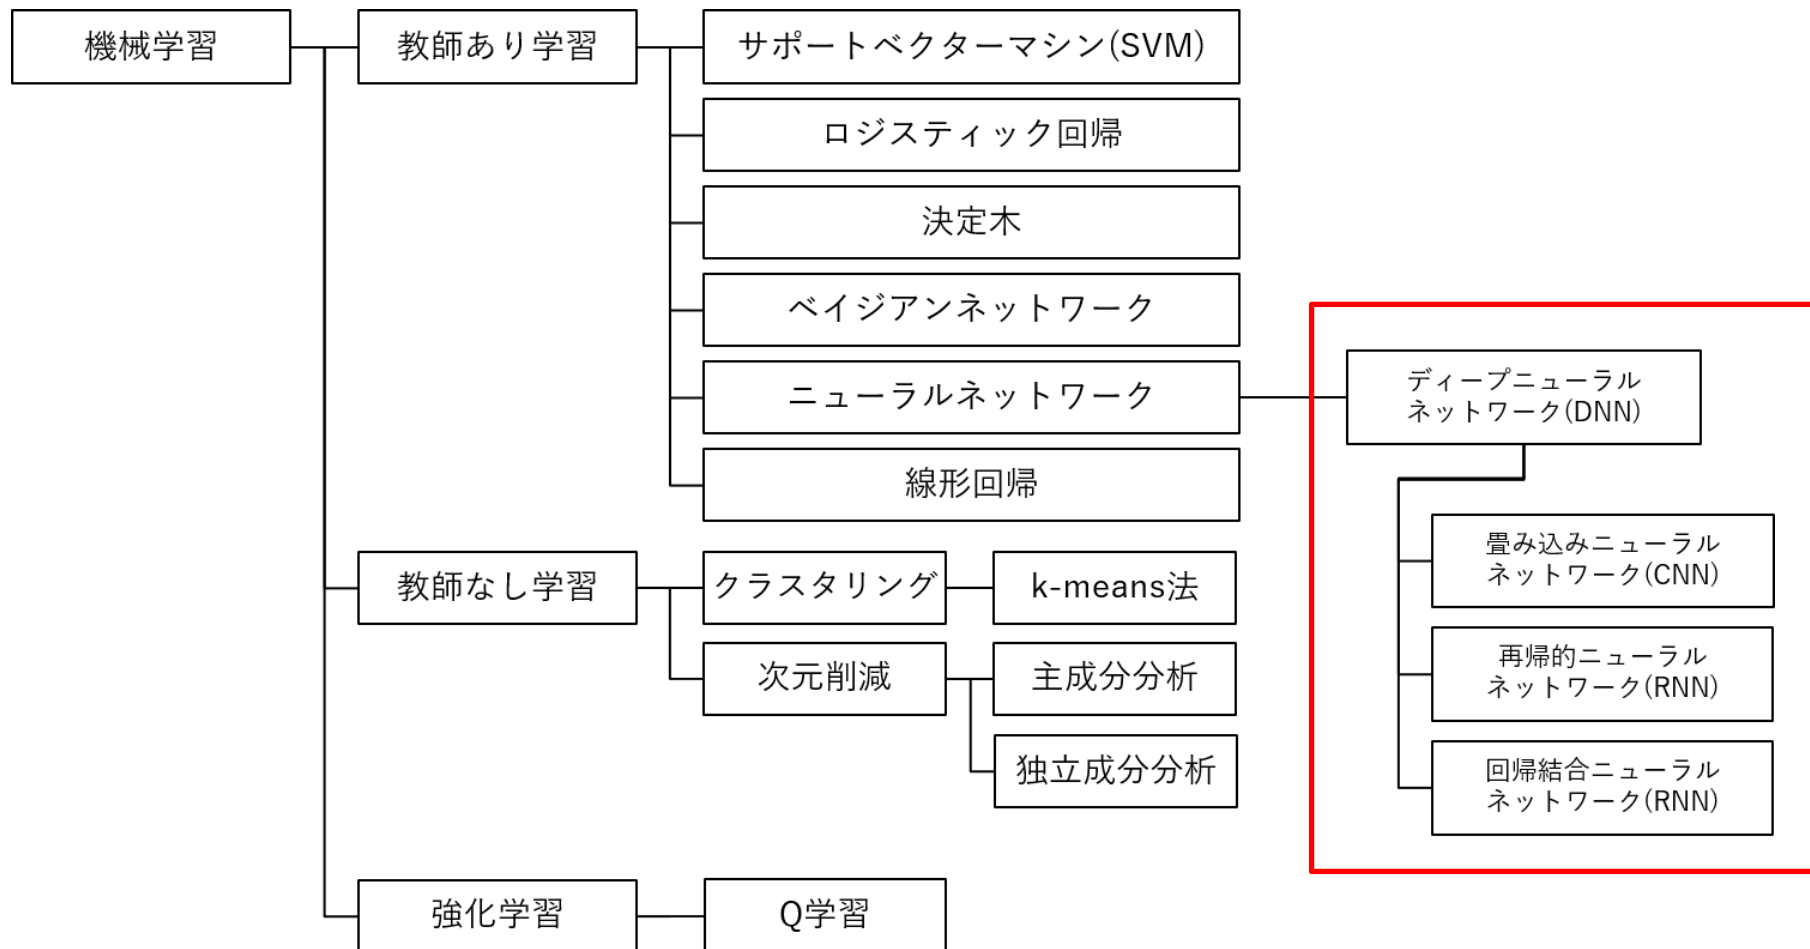 機械学習
教師あり学習
サポートベクターマシン(SVM)
ロジスティック回帰
決定木
ベイジアンネットワーク
ニューラルネットワーク
ディープニューラル
ネットワーク(DNN)
畳み込みニューラル
ネットワーク(CNN)
再帰的ニューラル
ネットワーク(RNN)
回帰結合ニューラル
ネットワーク(RNN)
線形回帰
教師なし学習
クラスタリング
k-means法
次元削減
主成分分析
独立成分分析
強化学習
Q学習